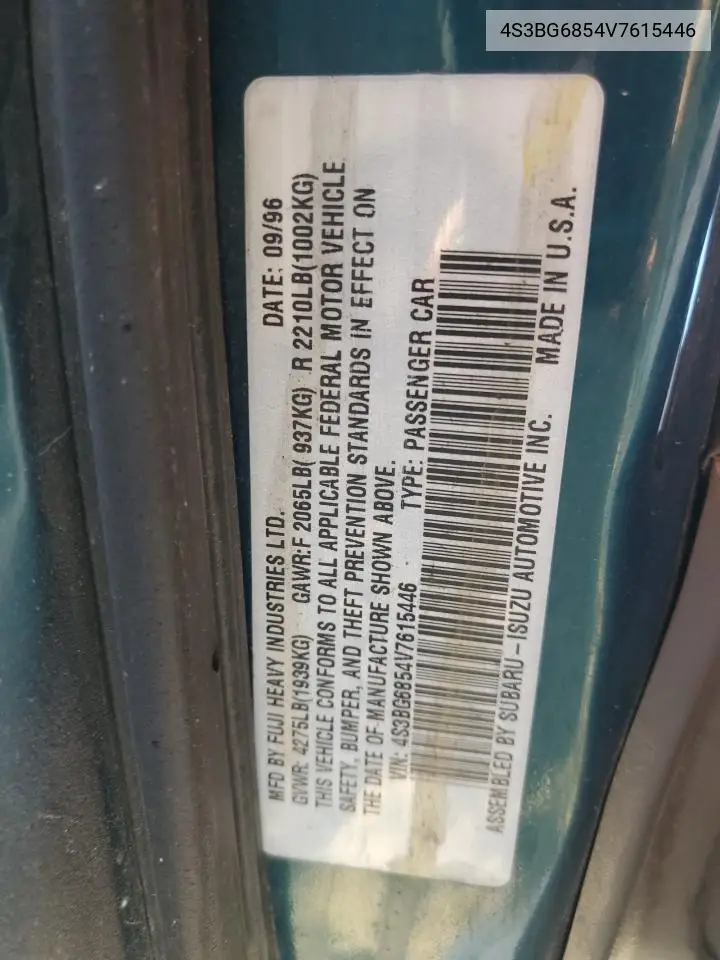 4S3BG6854V7615446
MFD BY FUJI HEAVY INDUSTRIES LTD. DATE: 09/96
GVWR: 4275LB(1939KG) GAWR:F 2065LB( 937KG) R 2210LB(1002KG)
THIS VEHICLE CONFORMS TO ALL APPLICABLE FEDERAL MOTOR VEHICLE
SAFETY, BUMPER, AND THEFT PREVENTION STANDARDS IN EFFECT ON
THE DATE OF MANUFACTURE SHOWN ABOVE.
VIN: 4S3BG6854V7615446 TYPE: PASSENGER CAR
ASSEMBLED BY SUBARU-ISUZU AUTOMOTIVE INC. MADE IN U.S.A.